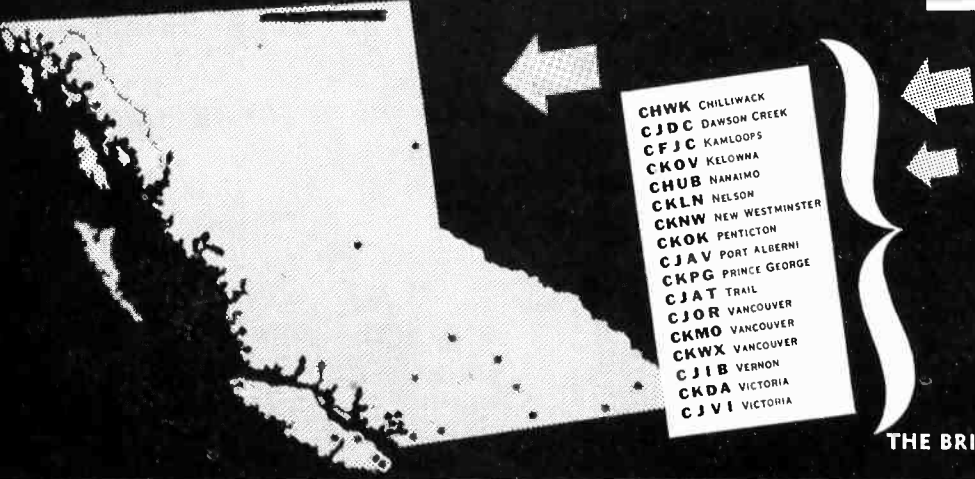 CHWK CHILLIWACK
CJDC DAWSON CREEK
CFJC KAMLOOPS
CKOV KELOWNA
CHUB NANAIMO
CKLN NELSON
CKNW NEW WESTMINSTER
CKOK PENTICTON
CJAV PORT ALBERNI
CKPG PRINCE GEORGE
CJAT TRAIL
CJOR VANCOUVER
CKMO VANCOUVER
CKWX VANCOUVER
CJIB VERNON
CKDA VICTORIA
CJVI VICTORIA
THE BRI